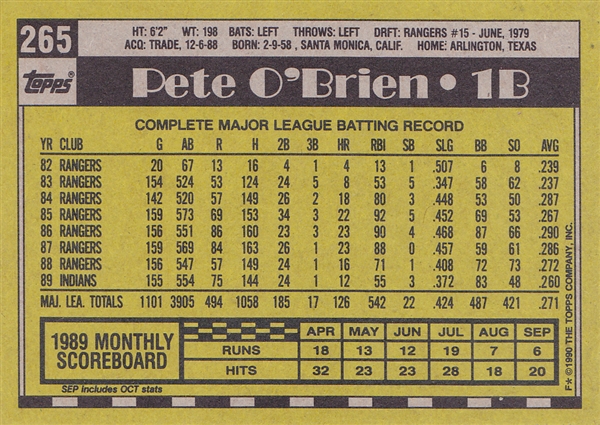 265
HT: 6'2" WT: 198 BATS: LEFT THROWS: LEFT DRFT: RANGERS #15 - JUNE, 1979
ACQ: TRADE, 12-6-88 BORN: 2-9-58, SANTA MONICA, CALIF. HOME: ARLINGTON, TEXAS
Topps
Pete O'Brien • 1B
COMPLETE MAJOR LEAGUE BATTING RECORD
YR CLUB G AB R H 2B 3B HR RBI SB SLG BB SO AVG
82 RANGERS 20 67 13 16 4 1 4 13 1 .507 6 8 .239
83 RANGERS 154 524 53 124 24 5 8 53 5 .347 58 62 .237
84 RANGERS 142 520 57 149 26 2 18 80 3 .448 53 50 .287
85 RANGERS 159 573 69 153 34 3 22 92 5 .452 69 53 .267
86 RANGERS 156 551 86 160 23 3 23 90 4 .468 87 66 .290
87 RANGERS 159 569 84 163 26 1 23 88 0 .457 59 61 .286
88 RANGERS 156 547 57 148 24 1 16 71 1 .408 72 73 .272
89 INDIANS 155 554 75 144 24 1 12 55 3 .372 83 48 .260
MAJ. LEA. TOTALS 1101 3905 494 1058 185 17 126 542 22 .424 487 421 .271
1989 MONTHLY SCOREBOARD
APR MAY JUN JUL AUG SEP
RUNS 18 13 12 19 7 6
HITS 32 23 23 28 18 20
SEP includes OCT stats
F* ©1990 THE TOPPS COMPANY, INC.